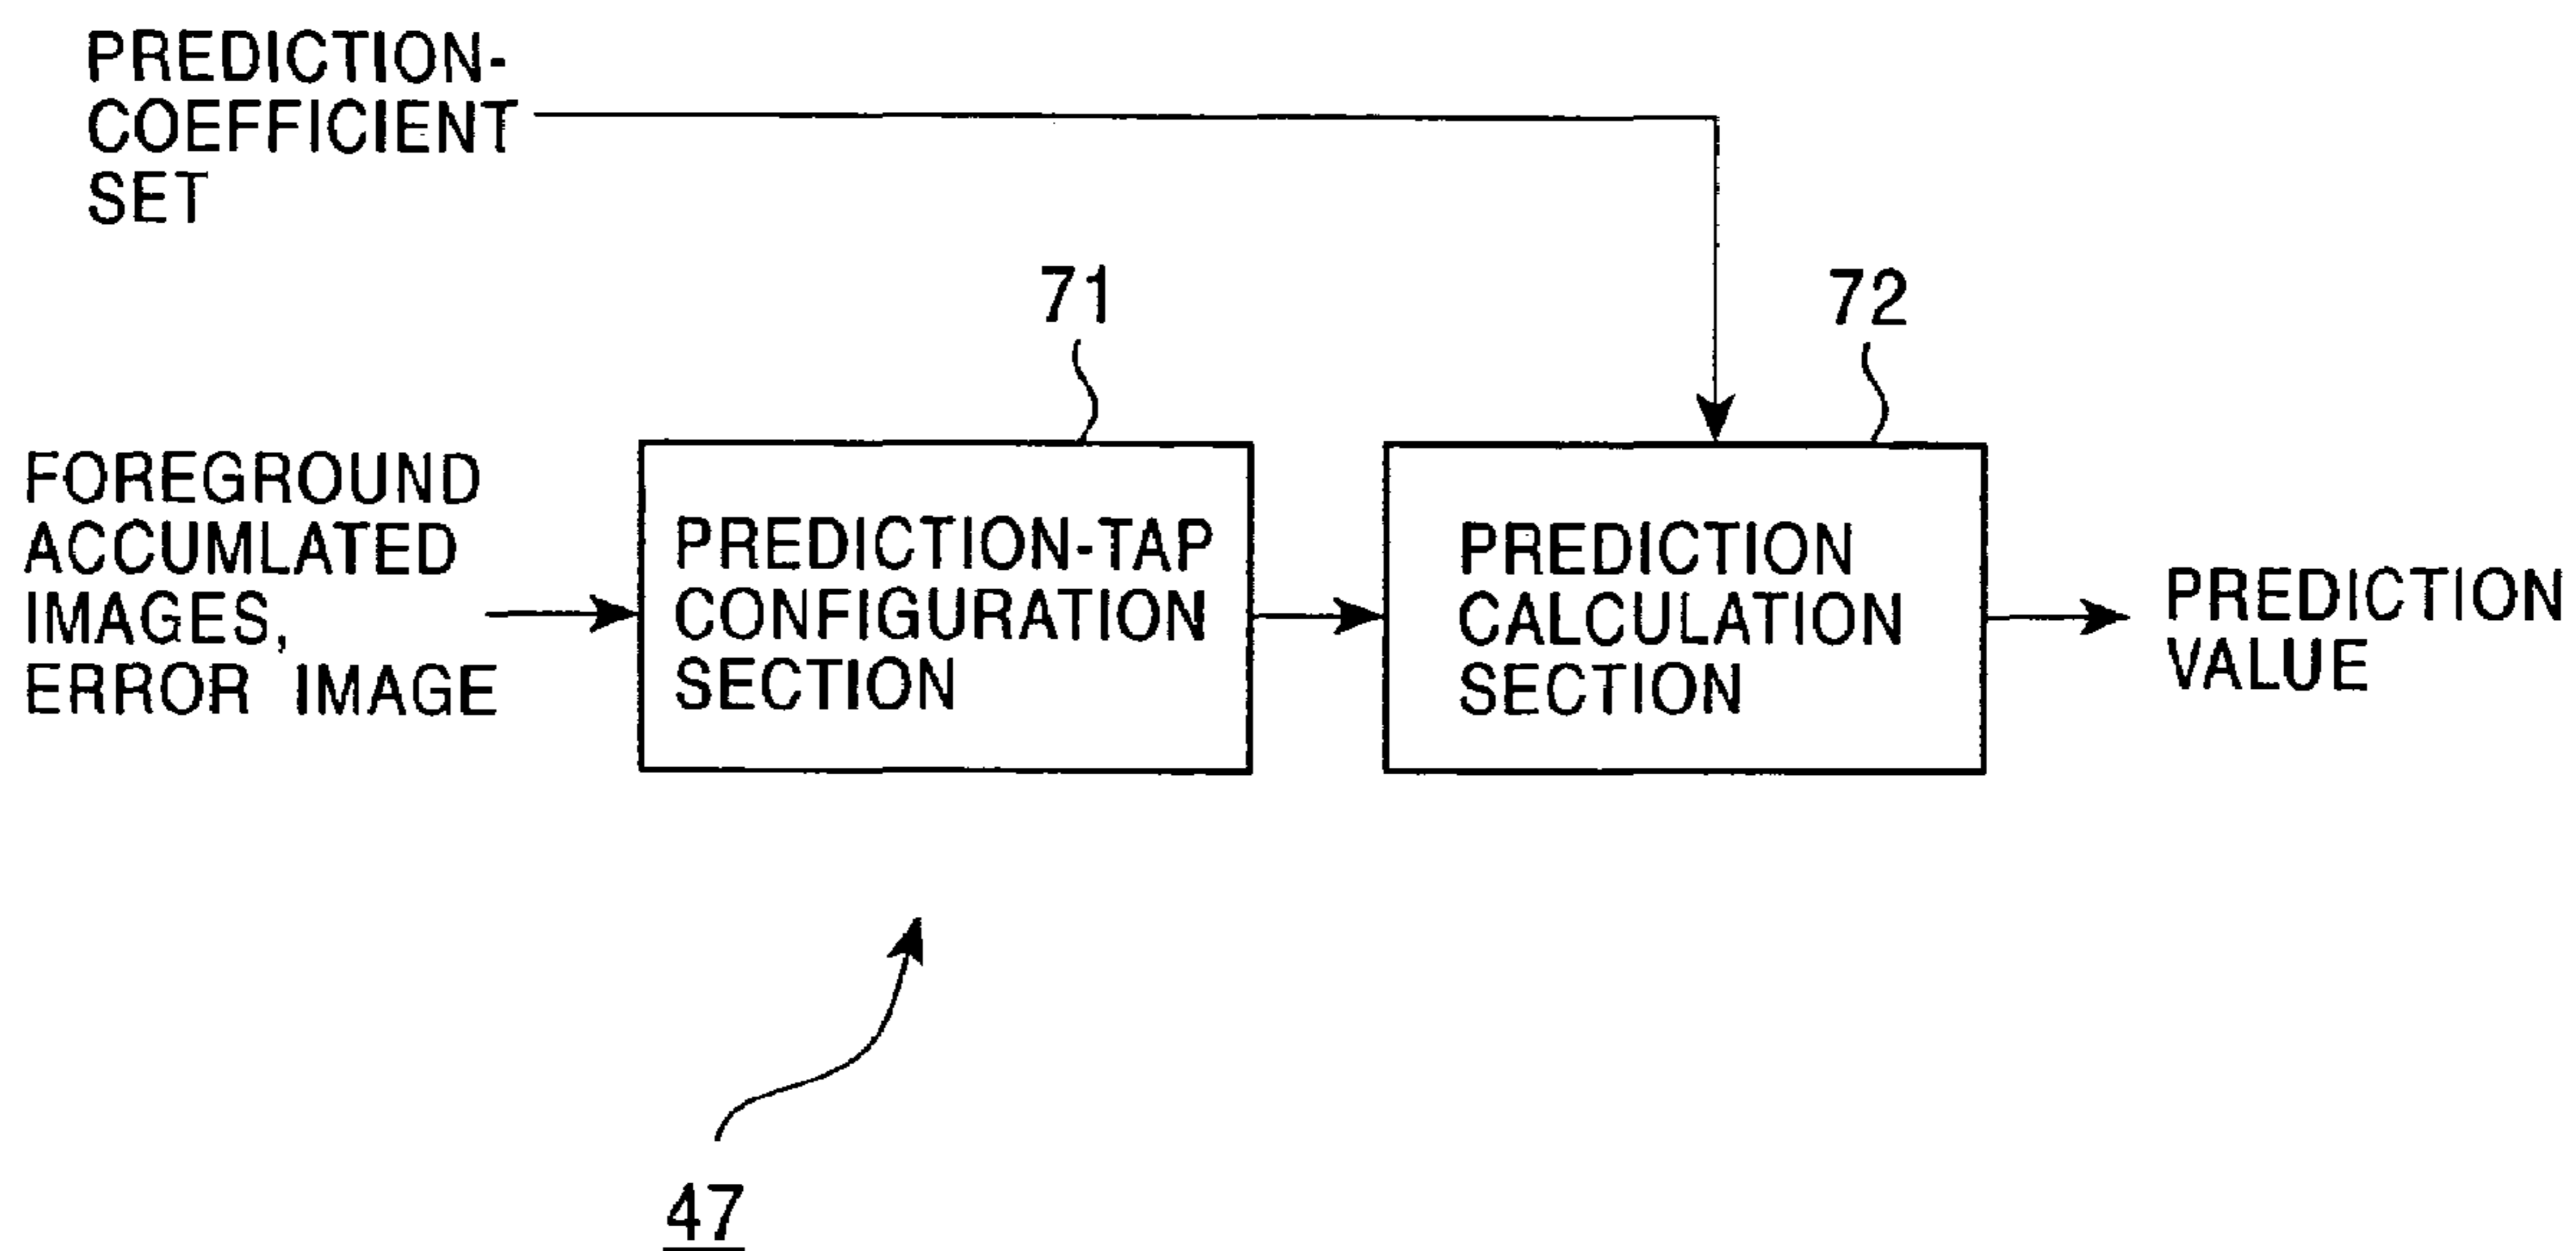 PREDICTION-
COEFFICIENT
SET
71
72
FOREGROUND
ACCUMLATED
IMAGES,
ERROR IMAGE
PREDICTION-TAP
CONFIGURATION
SECTION
PREDICTION
CALCULATION
SECTION
PREDICTION
VALUE
47